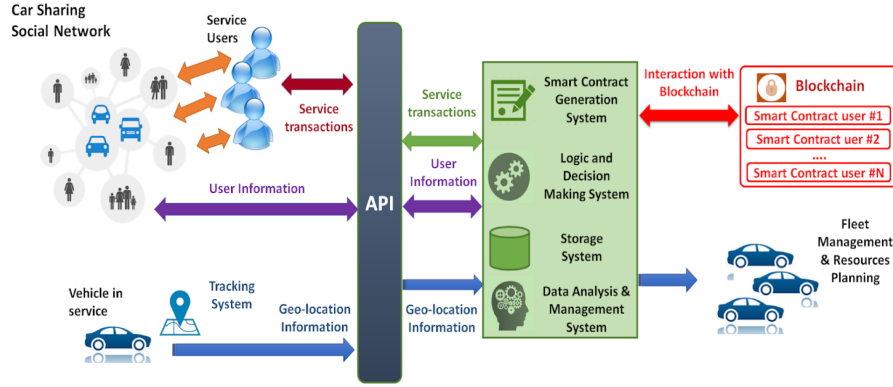 Car Sharing
Social Network
Service
Users
Service
transactions
User Information
Vehicle in
service
Tracking
System
Geo-location
Information
API
Service
transactions
User
Information
Geo-location
Information
Smart Contract
Generation
System
Logic and
Decision
Making System
Storage
System
Data Analysis &
Management
System
Interaction with
Blockchain
Blockchain
Smart Contract uer #1
Smart Contract uer #2
....
Smart Contract uer #N
Fleet
Management
& Resources
Planning